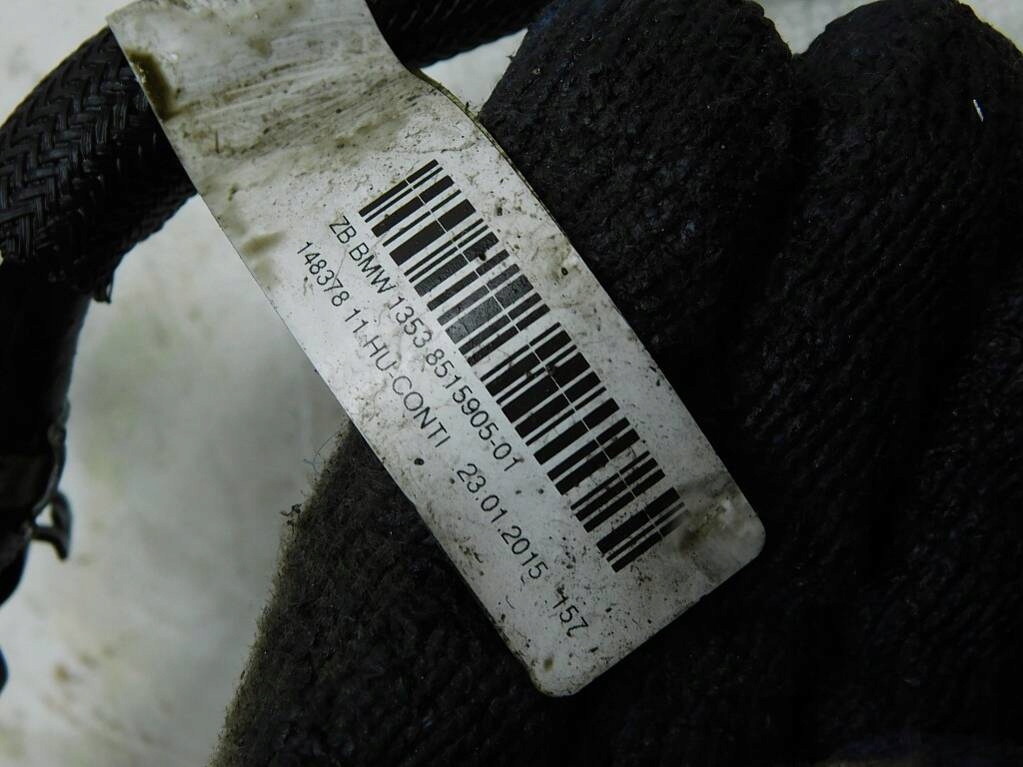 ZB BMW 1353 8515905-01
148378 11 HU-CONTI 23.01.2015 157